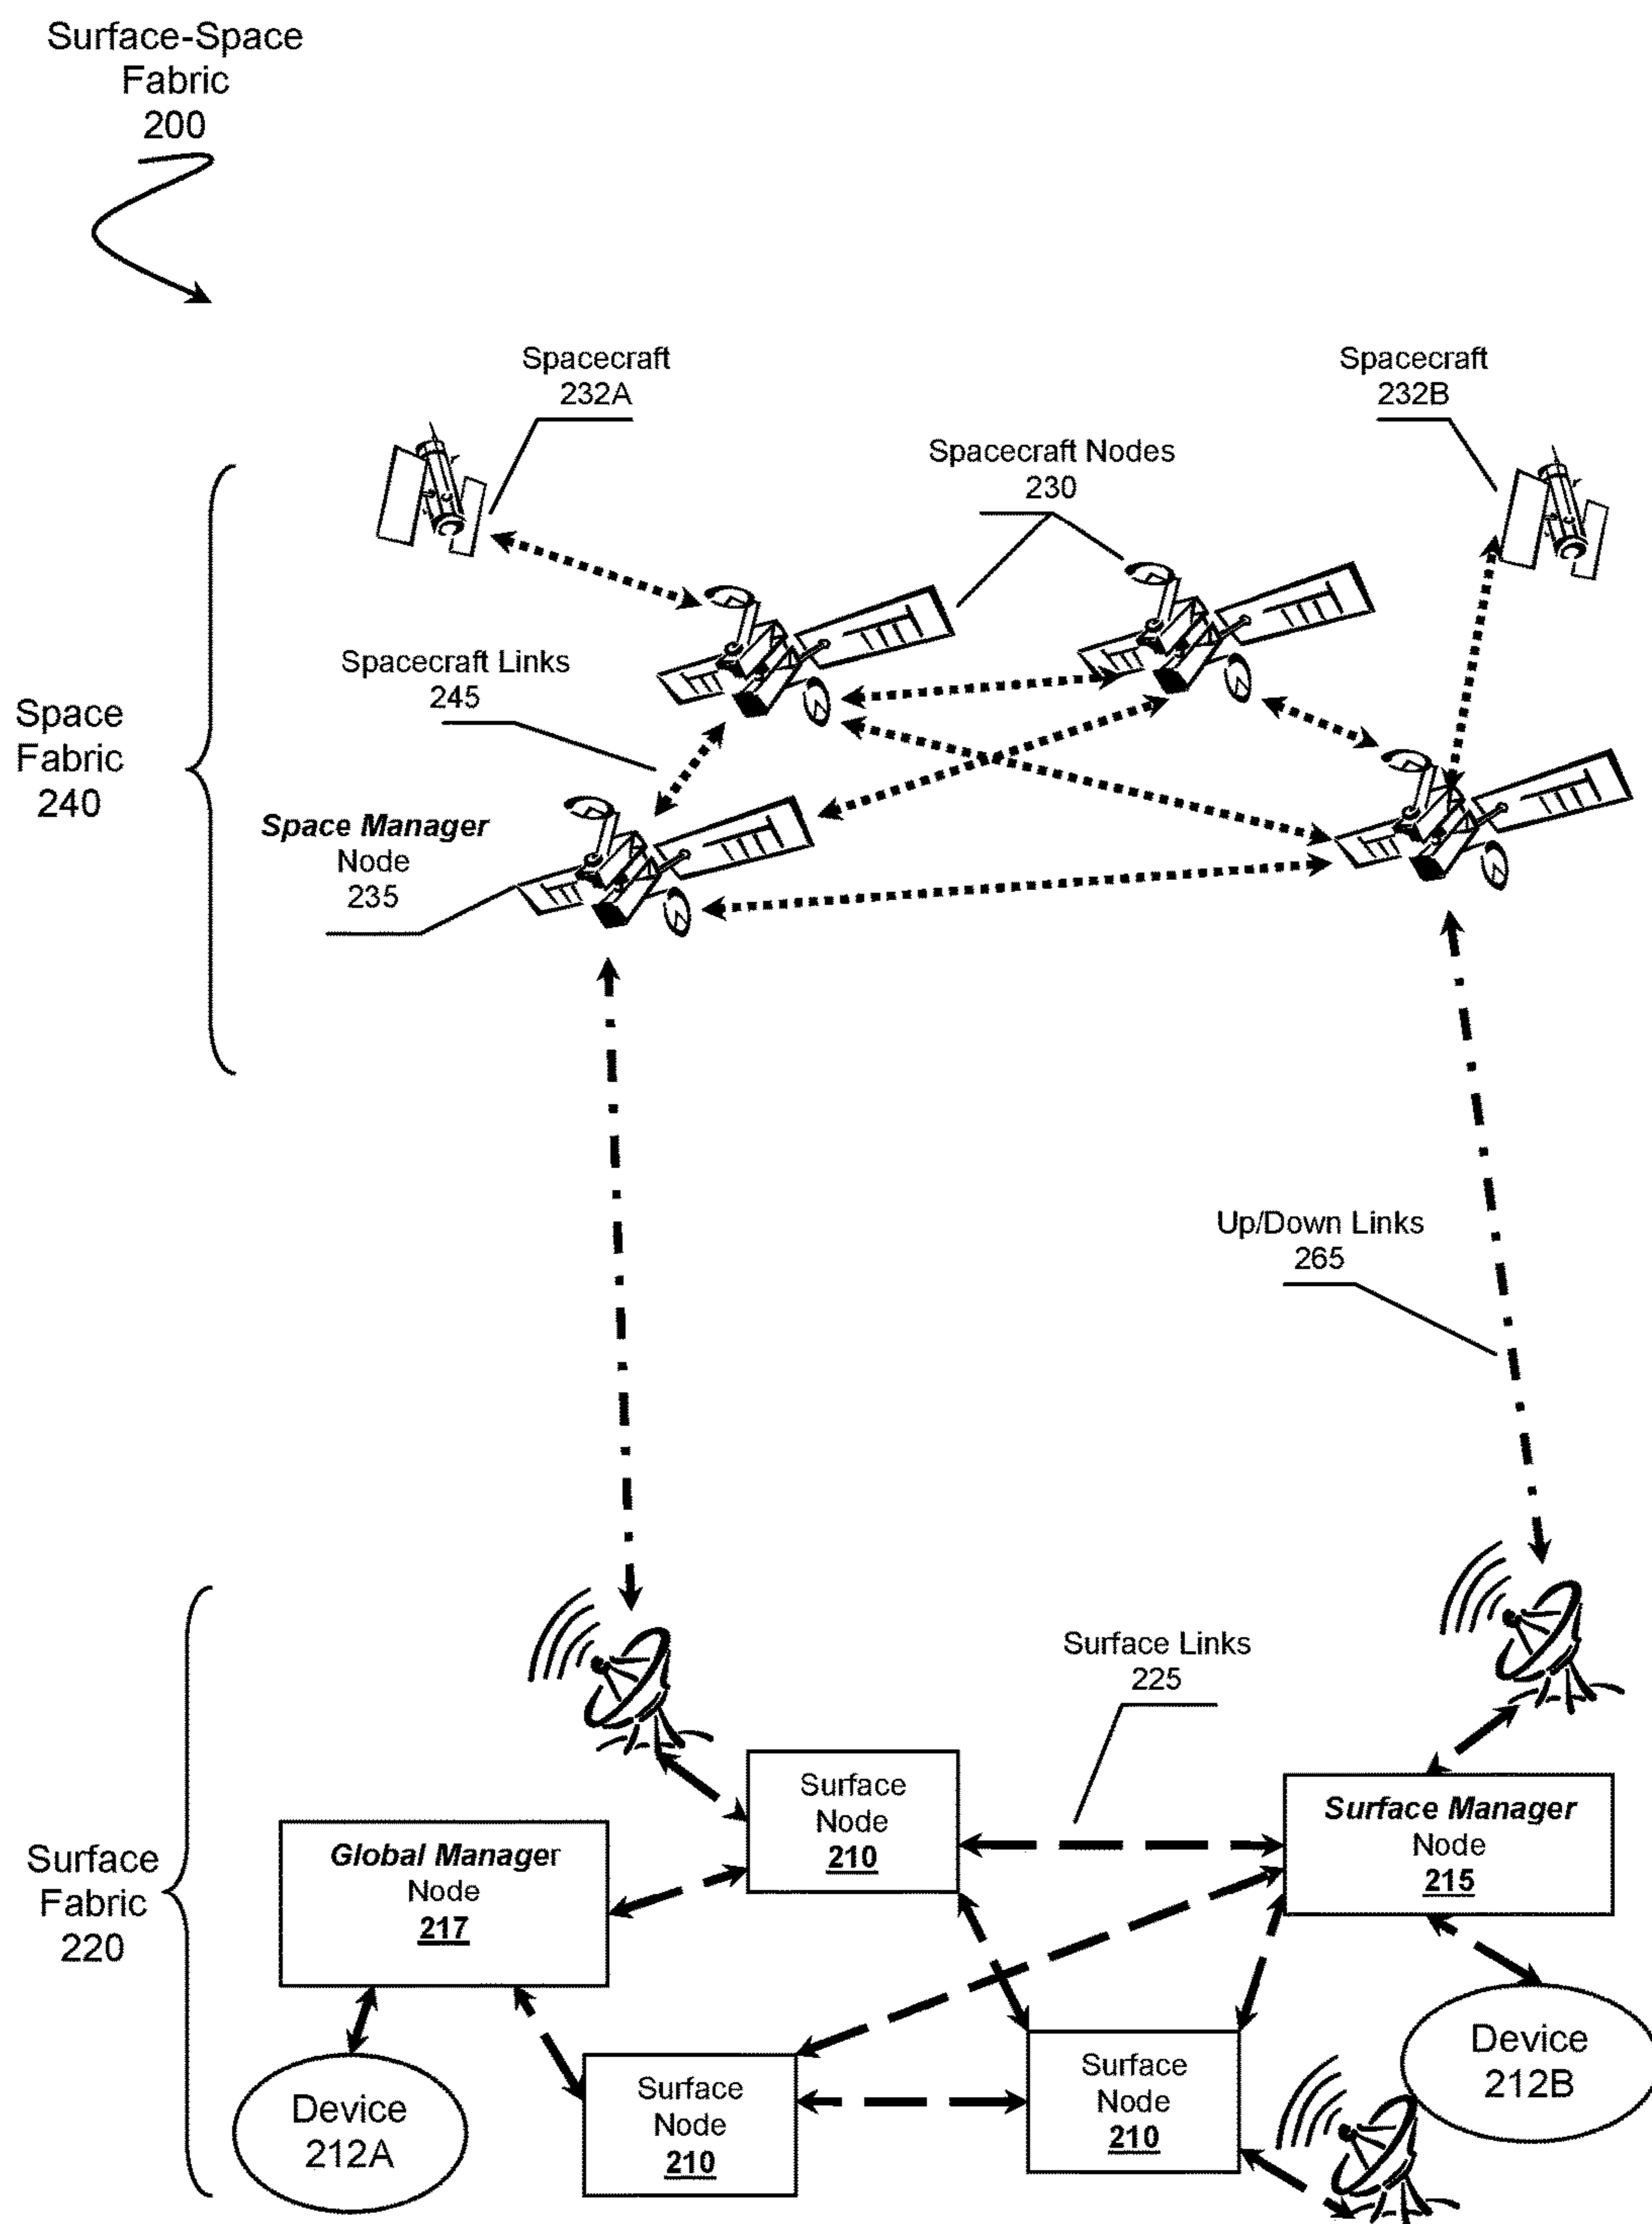 Surface-Space
Fabric
200
Spacecraft
232A
Spacecraft
232B
Spacecraft Nodes
230
Spacecraft Links
245
Space
Fabric
240
Space Manager
Node
235
Up/Down Links
265
Surface Links
225
Surface
Node
210
Surface Manager
Node
215
Global Manager
Node
217
Surface
Fabric
220
Device
212B
Surface
Node
210
Surface
Node
210
Device
212A